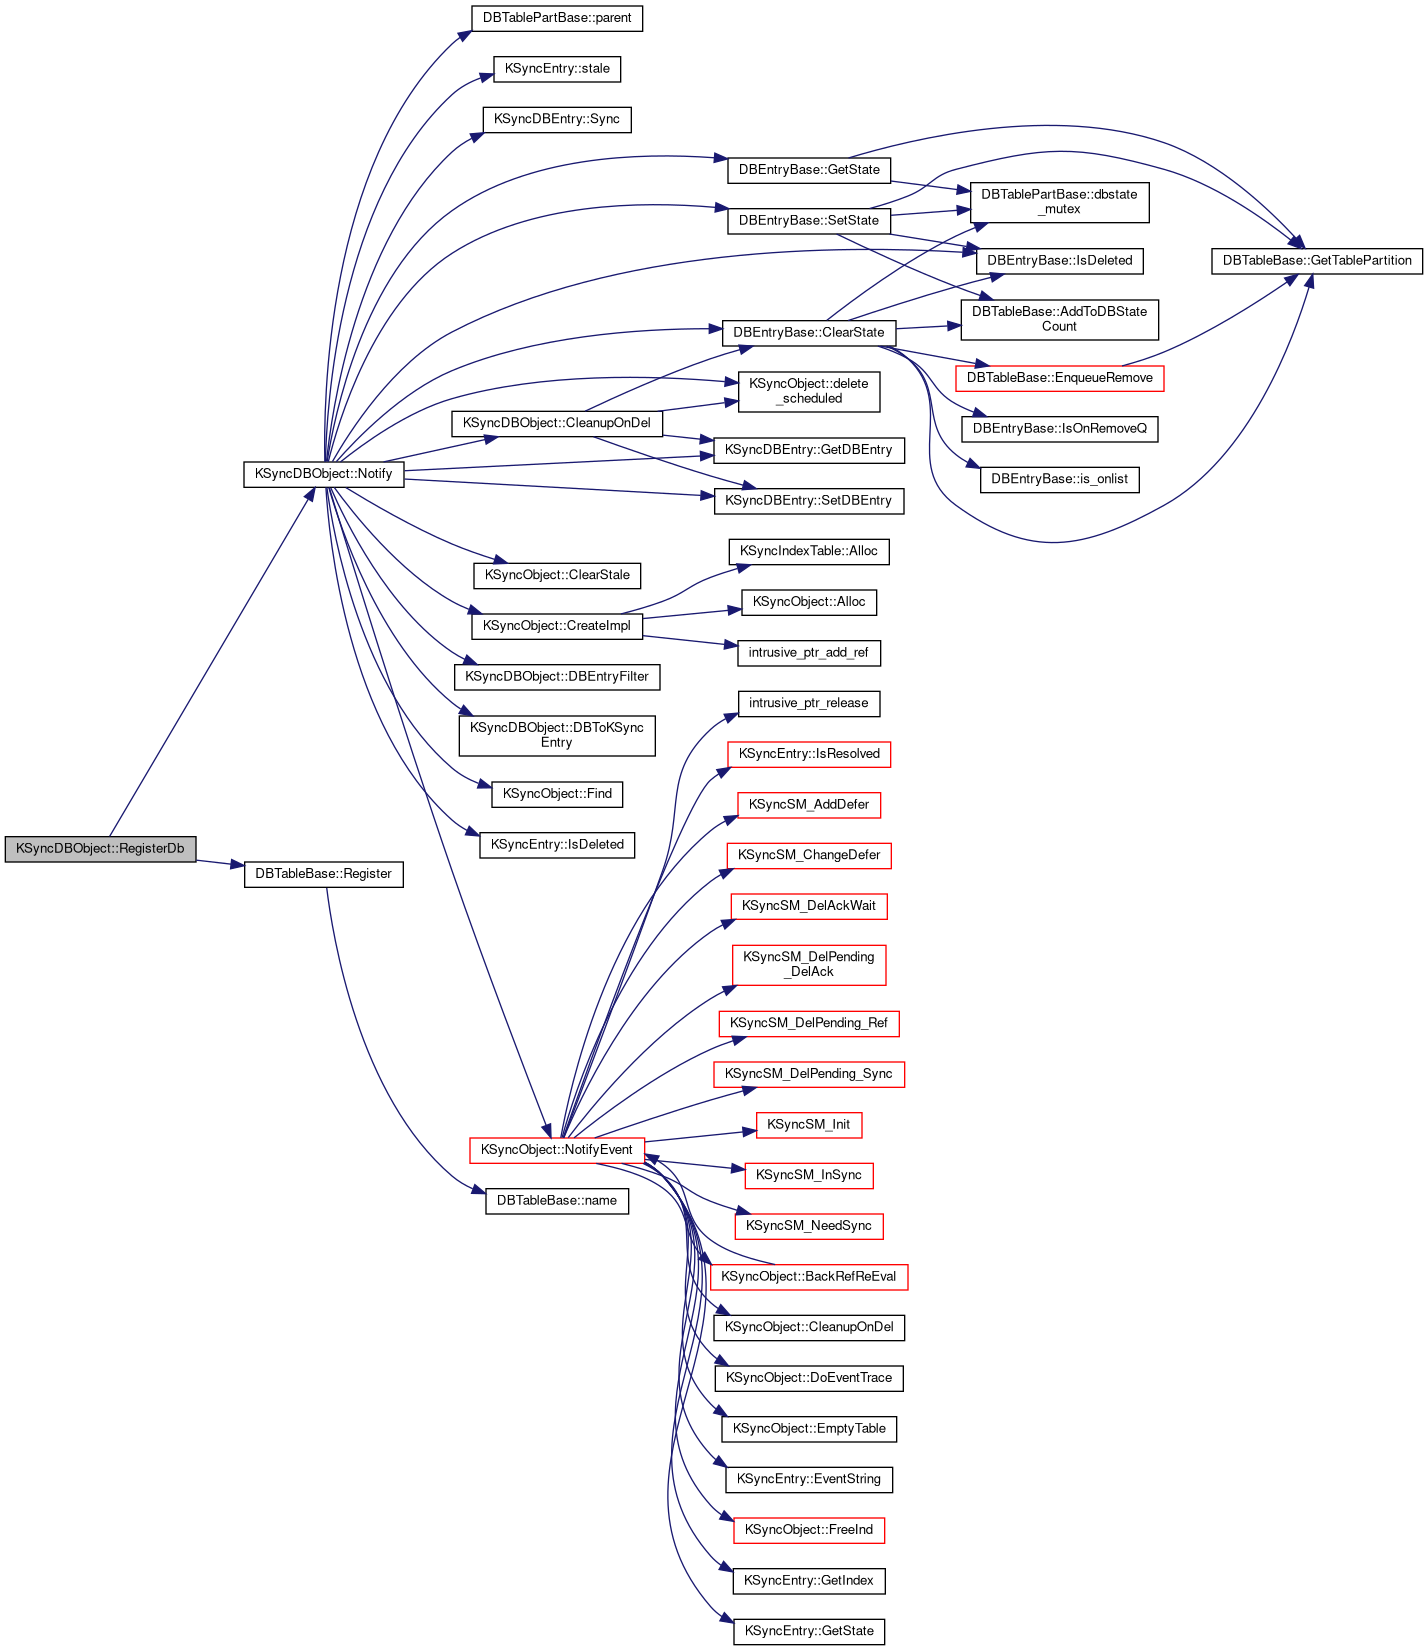 DBTablePartBase::parent
KSyncEntry::stale
KSyncDBEntry::Sync
DBEntryBase::GetState
DBTablePartBase::dbstate
_mutex
DBEntryBase::SetState
DBEntryBase::IsDeleted
DBTableBase::GetTablePartition
DBTableBase::AddToDBState
Count
DBEntryBase::ClearState
DBTableBase::EnqueueRemove
KSyncObject::delete
_scheduled
KSyncDBObject::CleanupOnDel
DBEntryBase::IsOnRemoveQ
KSyncDBEntry::GetDBEntry
KSyncDBObject::Notify
DBEntryBase::is_onlist
KSyncDBEntry::SetDBEntry
KSyncIndexTable::Alloc
KSyncObject::ClearStale
KSyncObject::Alloc
KSyncObject::CreateImpl
intrusive_ptr_add_ref
KSyncDBObject::DBEntryFilter
intrusive_ptr_release
KSyncDBObject::DBToKSync
Entry
KSyncEntry::IsResolved
KSyncObject::Find
KSyncSM_AddDefer
KSyncEntry::IsDeleted
KSyncDBObject::RegisterDb
KSyncSM_ChangeDefer
DBTableBase::Register
KSyncSM_DelAckWait
KSyncSM_DelPending
_DelAck
KSyncSM_DelPending_Ref
KSyncSM_DelPending_Sync
KSyncSM_Init
KSyncObject::NotifyEvent
KSyncSM_InSync
DBTableBase::name
KSyncSM_NeedSync
KSyncObject::BackRefReEval
KSyncObject::CleanupOnDel
KSyncObject::DoEventTrace
KSyncObject::EmptyTable
KSyncEntry::EventString
KSyncObject::FreeInd
KSyncEntry::GetIndex
KSyncEntry::GetState